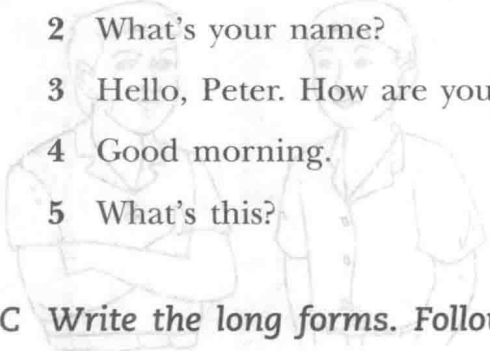 2 What's your name?
3 Hello, Peter. How are you
4 Good morning.
5 What's this?
C Write the long forms. Follo